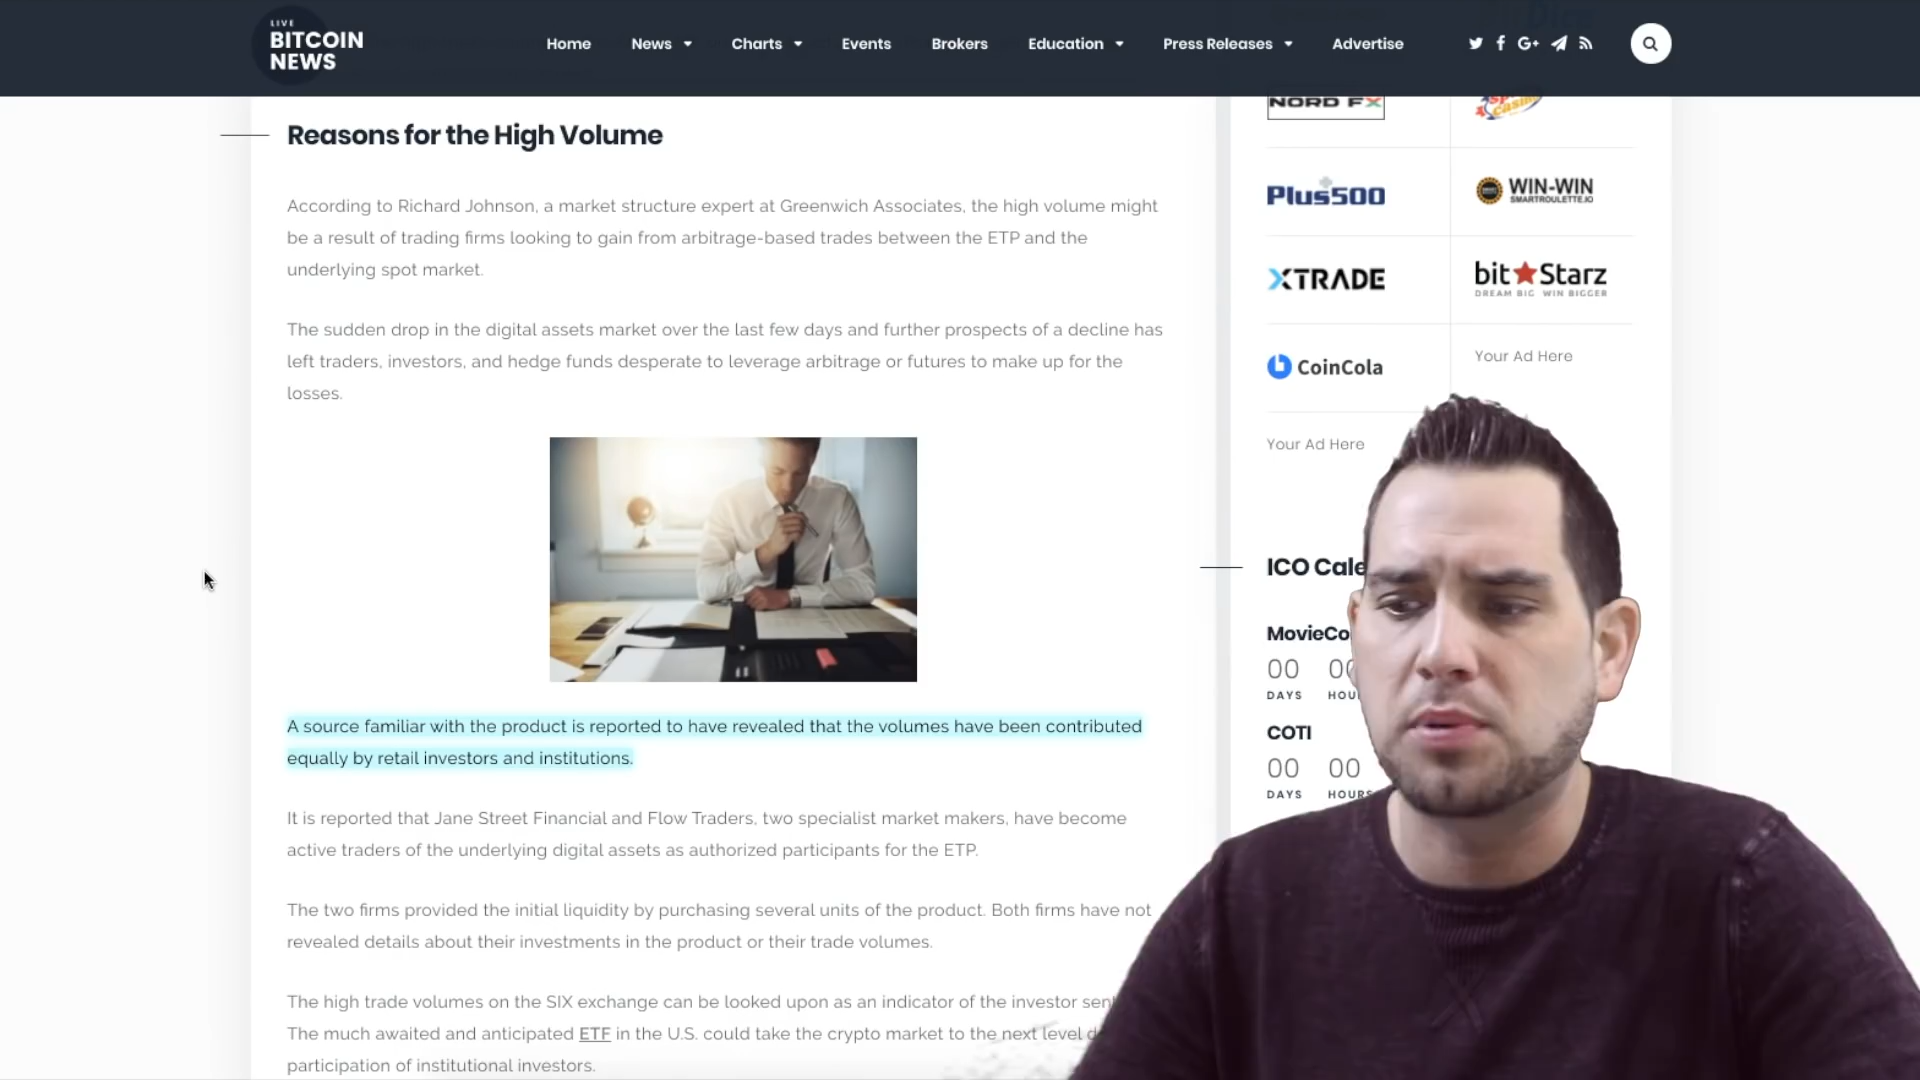 LIVE
BITCOIN
NEWS
Home
News
Charts
Events
Brokers
Education
Press Releases
Advertise
Reasons for the High Volume
According to Richard Johnson, a market structure expert at Greenwich Associates, the high volume might
be a result of trading firms looking to gain from arbitrage-based trades between the ETP and the
underlying spot market.
The sudden drop in the digital assets market over the last few days and further prospects of a decline has
left traders, investors, and hedge funds desperate to leverage arbitrage or futures to make up for the
losses.
A source familiar with the product is reported to have revealed that the volumes have been contributed
equally by retail investors and institutions.
It is reported that Jane Street Financial and Flow Traders, two specialist market makers, have become
active traders of the underlying digital assets as authorized participants for the ETP.
The two firms provided the initial liquidity by purchasing several units of the product. Both firms have not
revealed details about their investments in the product or their trade volumes.
The high trade volumes on the SIX exchange can be looked upon as an indicator of the investor
The much awaited and anticipated ETF in the U.S. could take the crypto market to the next level
participation of institutional investors.
NORD FX
Plus500
WIN-WIN
SMARTROULETTE.IO
XTRADE
bit Starz
DREAM BIG WIN BIGGER
CoinCola
Your Ad Here
Your Ad Here
ICO
00
DAYS
COTI
00 00
DAYS HOURS